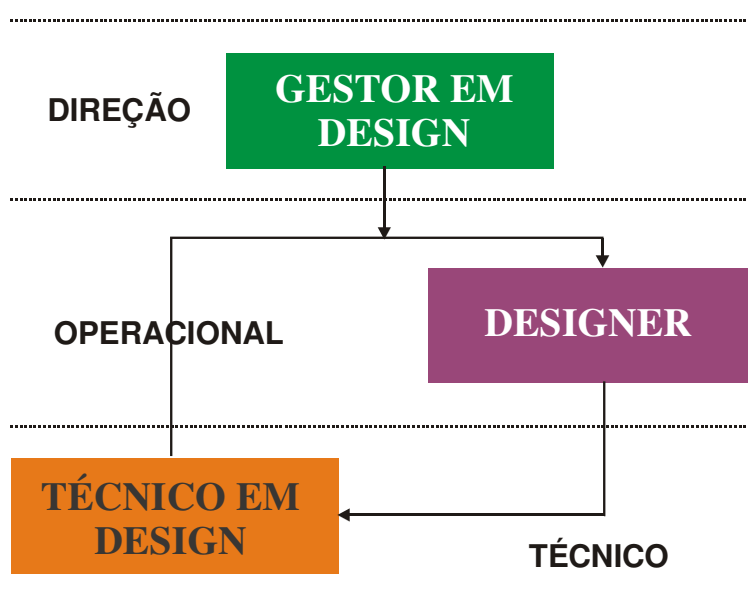 DIREÇÃO
GESTOR EM
DESIGN
OPERACIONAL
DESIGNER
TÉCNICO EM
DESIGN
TÉCNICO